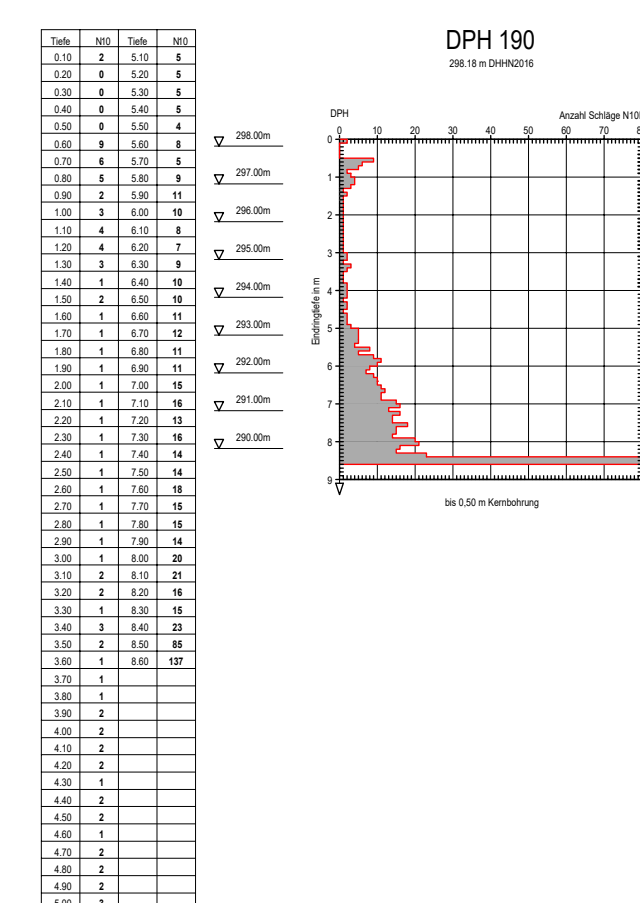 DPH 190
298.18 m DHHN2016
Tiefe N10 Tiefe N10
0.10 2 5.10 5
0.20 0 5.20 5
0.30 0 5.30 5
0.40 0 5.40 5
0.50 0 5.50 4
0.60 9 5.60 8
0.70 6 5.70 5
0.80 5 5.80 9
0.90 2 5.90 11
1.00 3 6.00 10
1.10 4 6.10 8
1.20 4 6.20 7
1.30 3 6.30 9
1.40 1 6.40 10
1.50 2 6.50 10
1.60 1 6.60 11
1.70 1 6.70 12
1.80 1 6.80 11
1.90 1 6.90 11
2.00 1 7.00 15
2.10 1 7.10 16
2.20 1 7.20 13
2.30 1 7.30 16
2.40 1 7.40 14
2.50 1 7.50 14
2.60 1 7.60 18
2.70 1 7.70 15
2.80 1 7.80 15
2.90 1 7.90 14
3.00 1 8.00 20
3.10 2 8.10 21
3.20 2 8.20 16
3.30 1 8.30 15
3.40 3 8.40 23
3.50 2 8.50 85
3.60 1 8.60 137
3.70 1
3.80 1
3.90 2
4.00 2
4.10 2
4.20 2
4.30 1
4.40 2
4.50 2
4.60 1
4.70 2
4.80 2
4.90 2
5.00 3
298.00m
297.00m
296.00m
295.00m
294.00m
293.00m
292.00m
291.00m
290.00m
DPH
Anzahl Schläge N10
0 10 20 30 40 50 60 70 8
0
1
2
3
4
5
6
7
8
9
Eindringtiefe in m
bis 0,50 m Kernbohrung